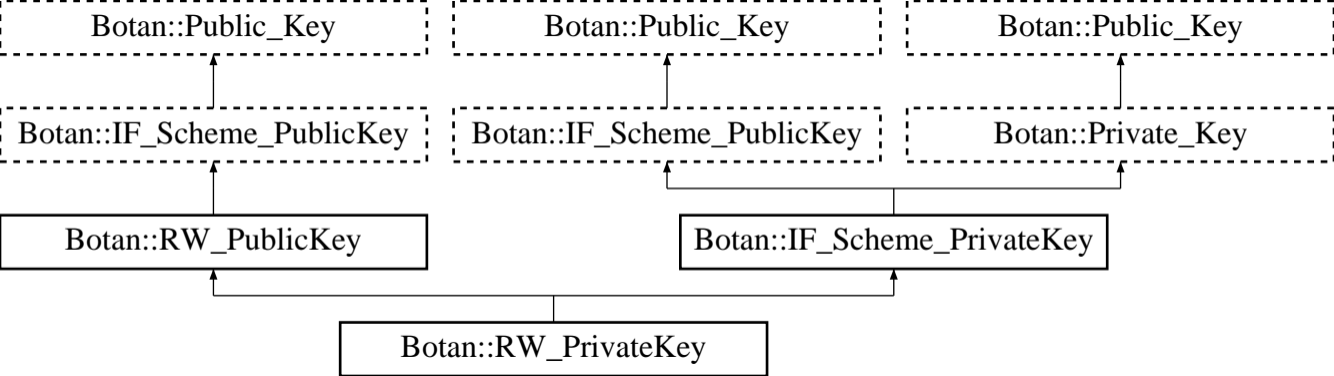 Botan::Public_Key
Botan::Public_Key
Botan::Public_Key
Botan::IF_Scheme_PublicKey
Botan::IF_Scheme_PublicKey
Botan::Private_Key
Botan::RW_PublicKey
Botan::IF_Scheme_PrivateKey
Botan::RW_PrivateKey